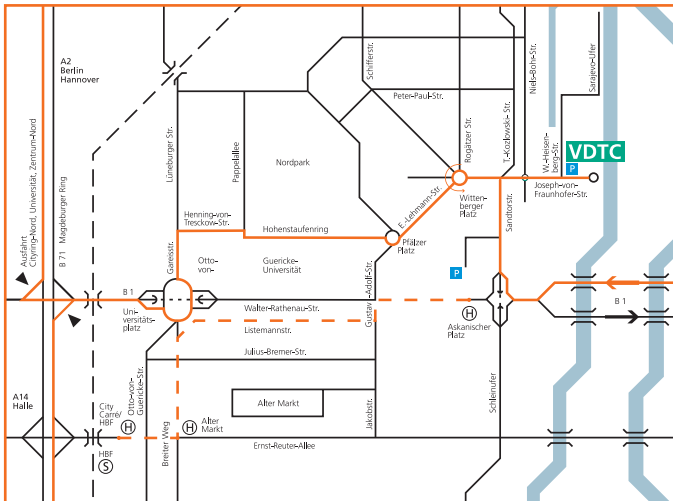 A2
Berlin
Hannover
Ausfahrt
Cityring-Nord, Universität, Zentrum-Nord
B 71 Magdeburger Ring
Lüneburger Str.
Pappelallee
Nordpark
Schifferstr.
Peter-Paul-Str.
Rogätzer Str.
T.-Kozlowski- Str.
Niels-Bohr-Str.
Sarajevo-Ufer
W.-Heisen-
berg-Str.
VDTC
P
Joseph-von-
Fraunhofer-Str.
Witten-
berger
Platz
E.-Lehmann-Str.
Sandtorstr.
Henning-von-
Tresckow-Str.
Hohenstaufenring
Pfälzer
Platz
Gareisstr.
Otto-
von-
Guericke-
Universität
P
B 1
Uni-
versitäts-
platz
Walter-Rathenau-Str.
Listemannstr.
Gustav-Adolf-Str.
H
Askanischer
Platz
B 1
Julius-Bremer-Str.
Otto-von-
Guericke-Str.
A14
Halle
City
Carré/
HBF
H
HBF
S
Breiter Weg
H
Alter
Markt
Alter Markt
Jakobstr.
Ernst-Reuter-Allee
Schleinufer